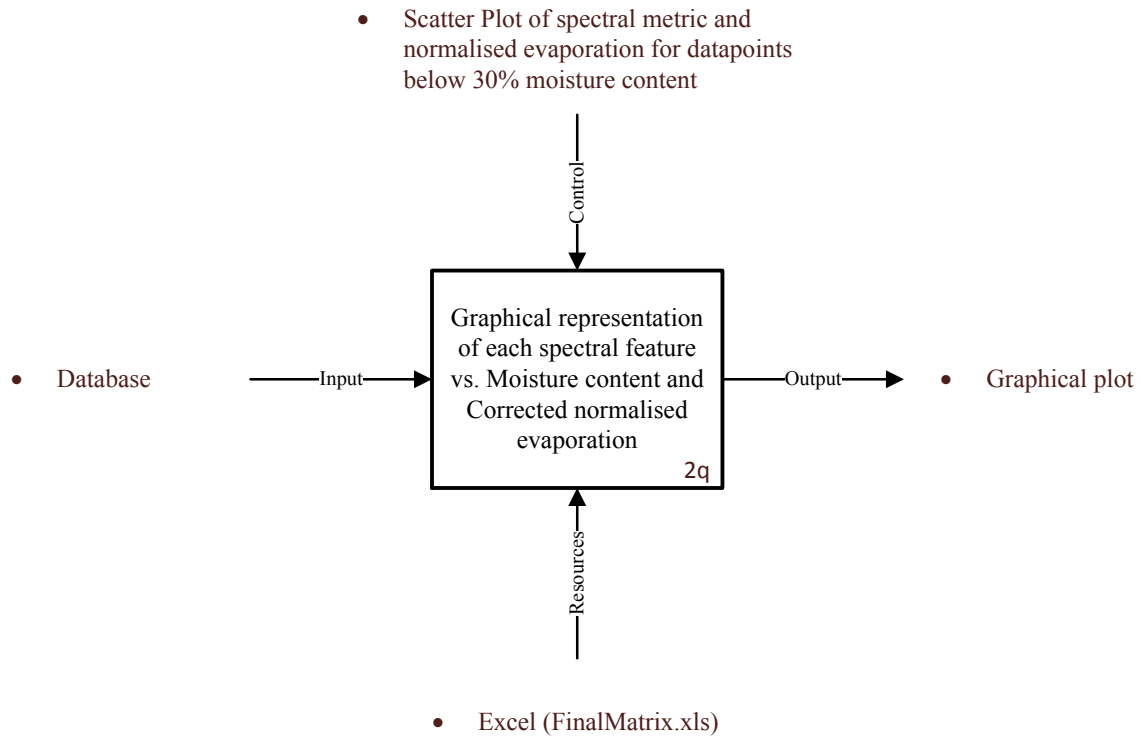 • Scatter Plot of spectral metric and
normalised evaporation for datapoints
below 30% moisture content
Control
• Database
Input
Graphical representation
of each spectral feature
vs. Moisture content and
Corrected normalised
evaporation
2q
Output
• Graphical plot
Resources
• Excel (FinalMatrix.xls)